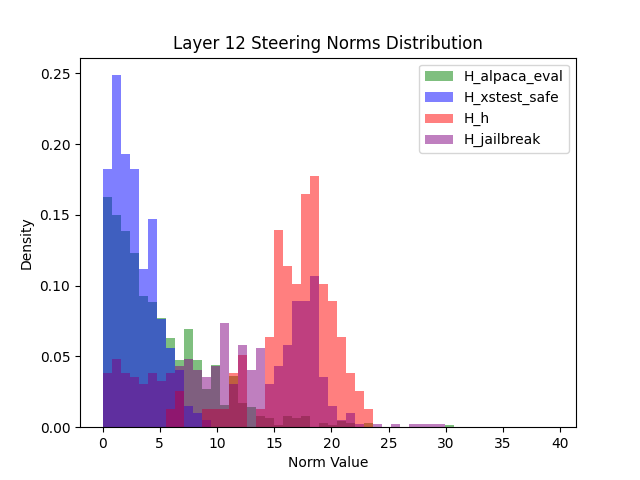 Layer 12 Steering Norms Distribution
H_alpaca_eval
H_xstest_safe
H_h
H_jailbreak
Density
0.25
0.20
0.15
0.10
0.05
0.00
0 5 10 15 20 25 30 35 40
Norm Value